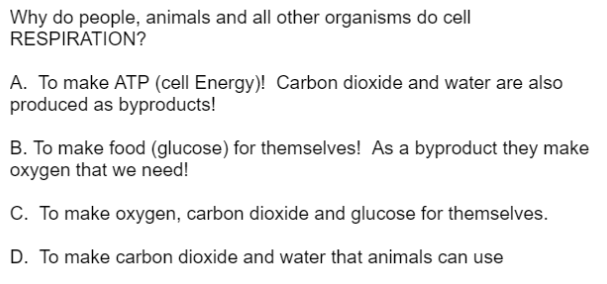 Why do people, animals and all other organisms do cell
RESPIRATION?
A.  To make ATP (cell Energy)!  Carbon dioxide and water are also
produced as byproducts!
B. To make food (glucose) for themselves!  As a byproduct they make
oxygen that we need!
C.  To make oxygen, carbon dioxide and glucose for themselves.
D.  To make carbon dioxide and water that animals can use